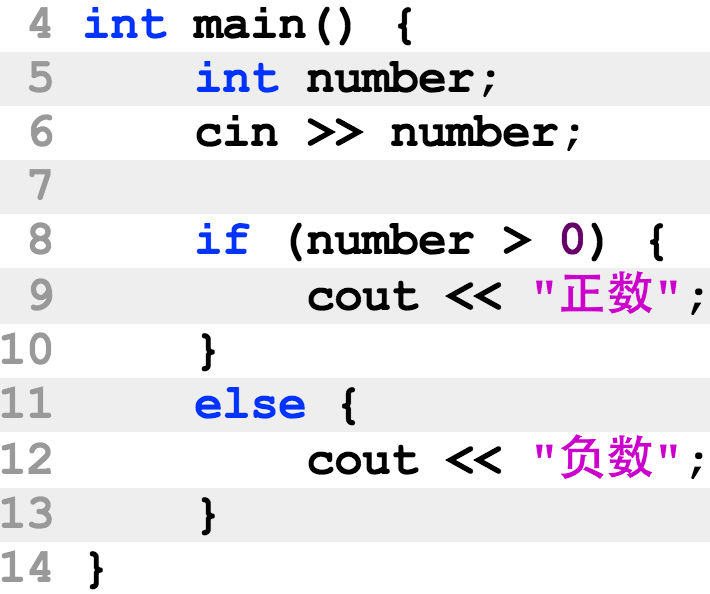 4 int main() {
5     int number;
6     cin >> number;
7
8     if (number > 0) {
9         cout << "正数";
10     }
11     else {
12         cout << "负数";
13     }
14 }